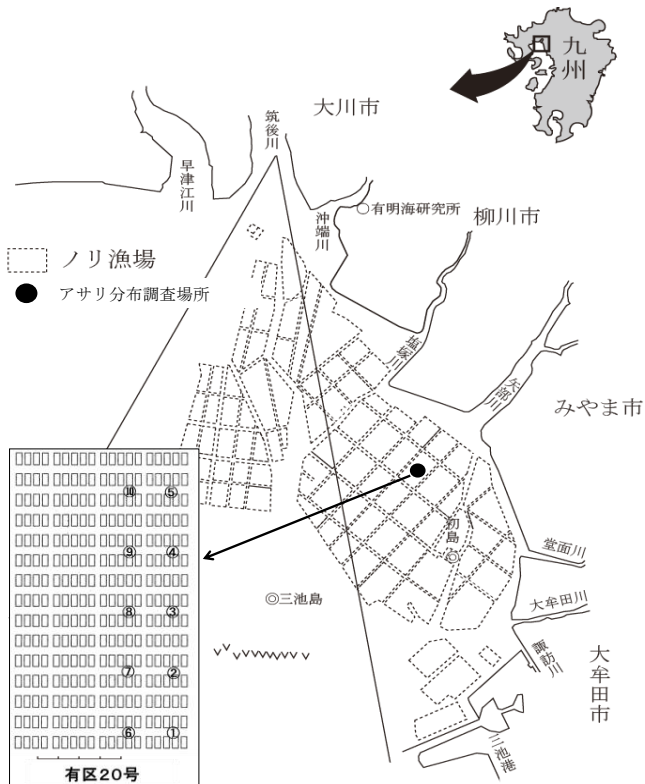 九州
大川市
筑後川
早津江川
沖端川
○有明海研究所
柳川市
ノリ漁場
アサリ分布調査場所
塩塚川
矢部川
みやま市
初島
堂面川
三池島
大牟田川
諏訪川
大牟田市
三池港
⑩ ⑤
⑨ ④
⑧ ③
⑦ ②
⑥ ①
有区20号